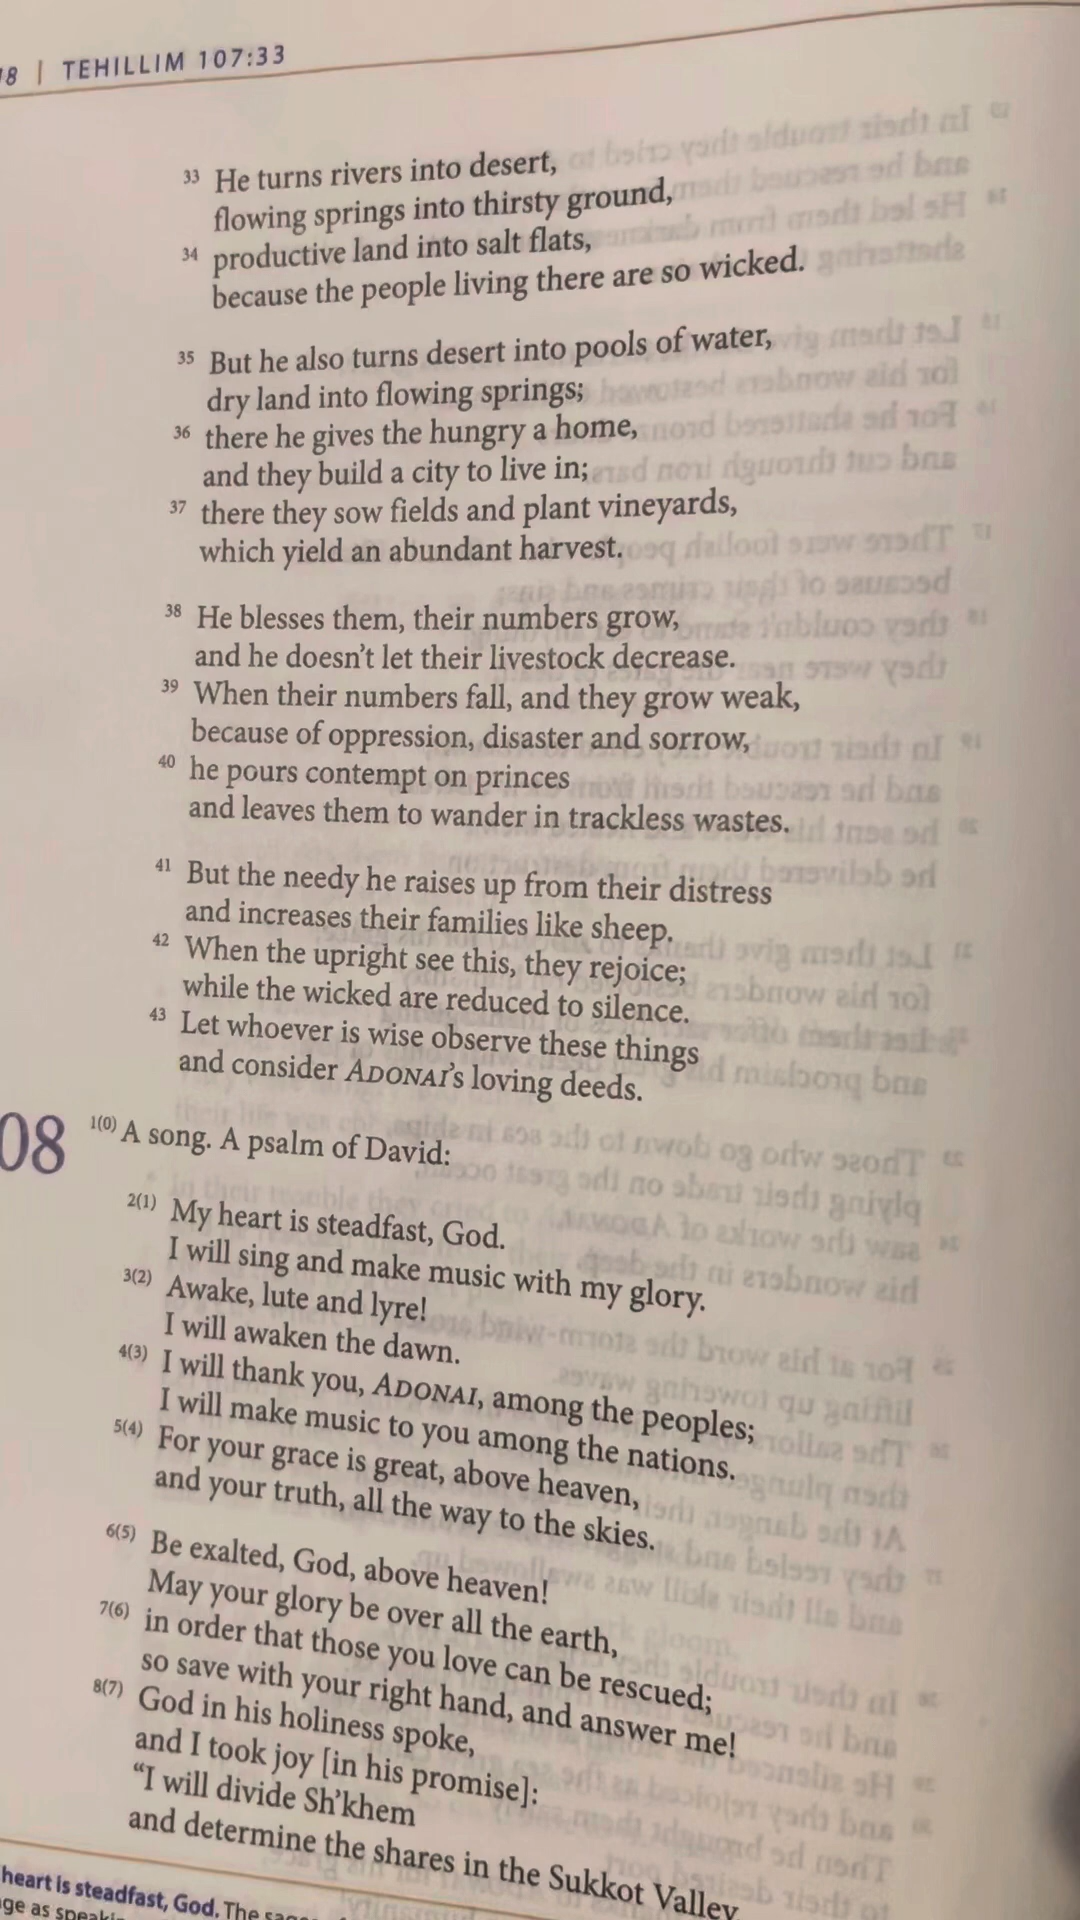 8 | TEHILLIM 107:33
33 He turns rivers into desert,
flowing springs into thirsty ground,
34 productive land into salt flats,
because the people living there are so wicked.
35 But he also turns desert into pools of water,
dry land into flowing springs;
36 there he gives the hungry a home,
and they build a city to live in;
37 there they sow fields and plant vineyards,
which yield an abundant harvest.
38 He blesses them, their numbers grow,
and he doesn't let their livestock decrease.
39 When their numbers fall, and they grow weak,
because of oppression, disaster and sorrow,
40 he pours contempt on princes
and leaves them to wander in trackless wastes.
41 But the needy he raises up from their distress
and increases their families like sheep.
42 When the upright see this, they rejoice;
while the wicked are reduced to silence.
43 Let whoever is wise observe these things
and consider ADONAI's loving deeds.
08 1(0) A song. A psalm of David:
2(1) My heart is steadfast, God.
I will sing and make music with my glory.
3(2) Awake, lute and lyre!
I will awaken the dawn.
4(3) I will thank you, ADONAI, among the peoples;
I will make music to you among the nations.
5(4) For your grace is great, above heaven,
and your truth, all the way to the skies.
6(5) Be exalted, God, above heaven!
May your glory be over all the earth,
7(6) in order that those you love can be rescued;
so save with your right hand, and answer me!
8(7) God in his holiness spoke,
and I took joy [in his promise]:
"I will divide Sh'khem
and determine the shares in the Sukkot Valley
heart is steadfast, God. The
as